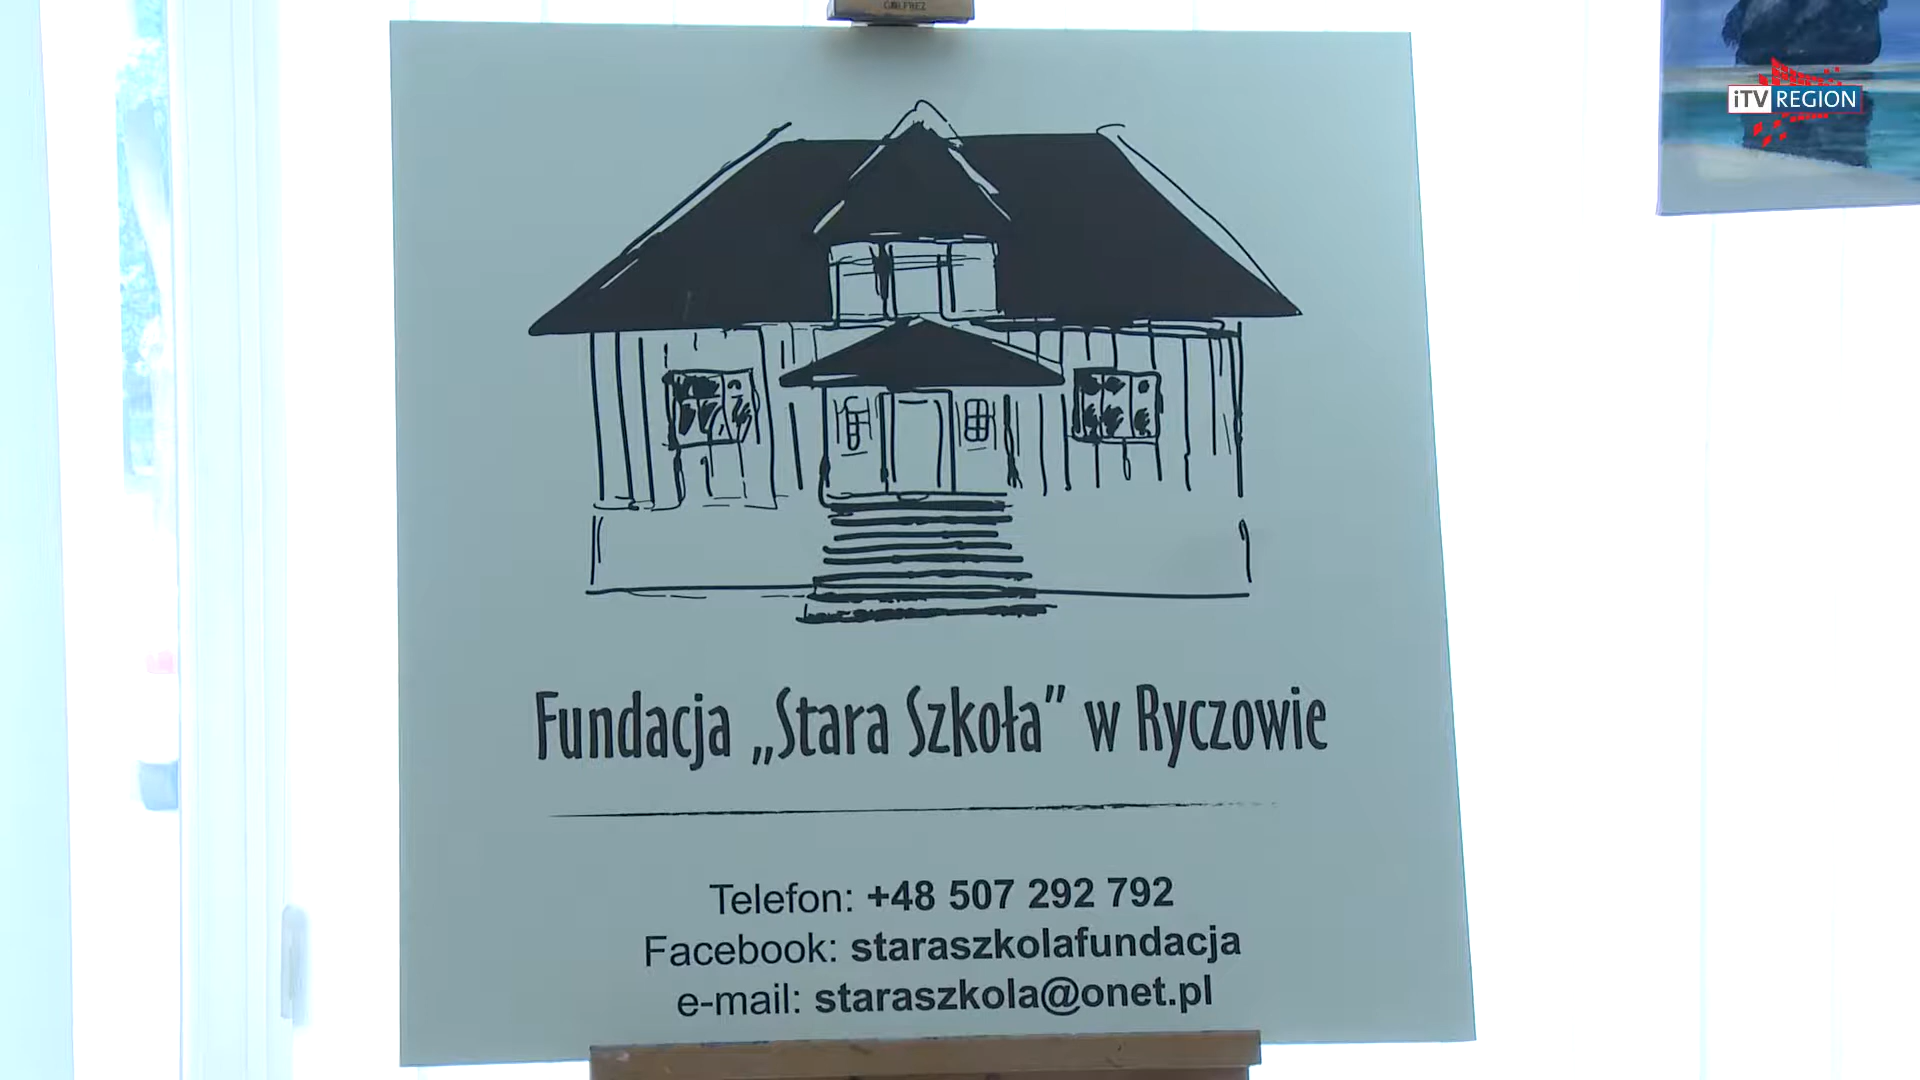 iTV REGION
Fundacja „Stara Szkoła” w Ryczowie
Telefon: +48 507 292 792
Facebook: staraszkolafundacja
e-mail: staraszkola@onet.pl